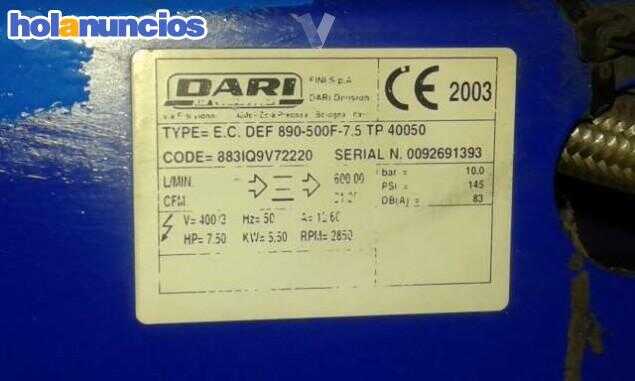 holanuncios
DARI
FINI S.p.A
DARI Division
CE 2003
TYPE= E.C. DEF 890-500F-7.5 TP 40050
CODE= 883IQ9V72220 SERIAL N. 0092691393
L/MIN. 600.00 bar = 10.0
CFM PSI = 145
DB(A) = 83
V= 400/3 Hz= 50 A= 12.60
HP= 7.50 KW= 5.50 RPM= 2850